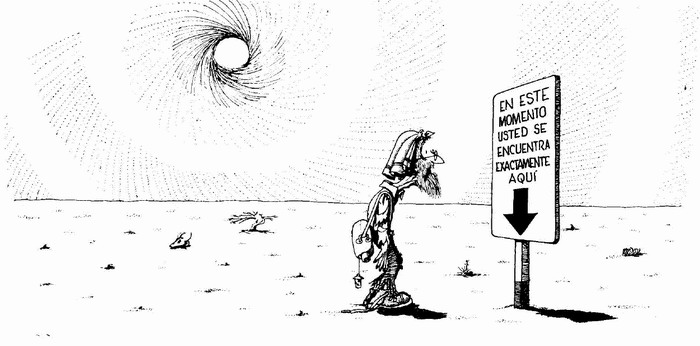 EN ESTE
MOMENTO
USTED SE
ENCUENTRA
EXACTAMENTE
AQUÍ